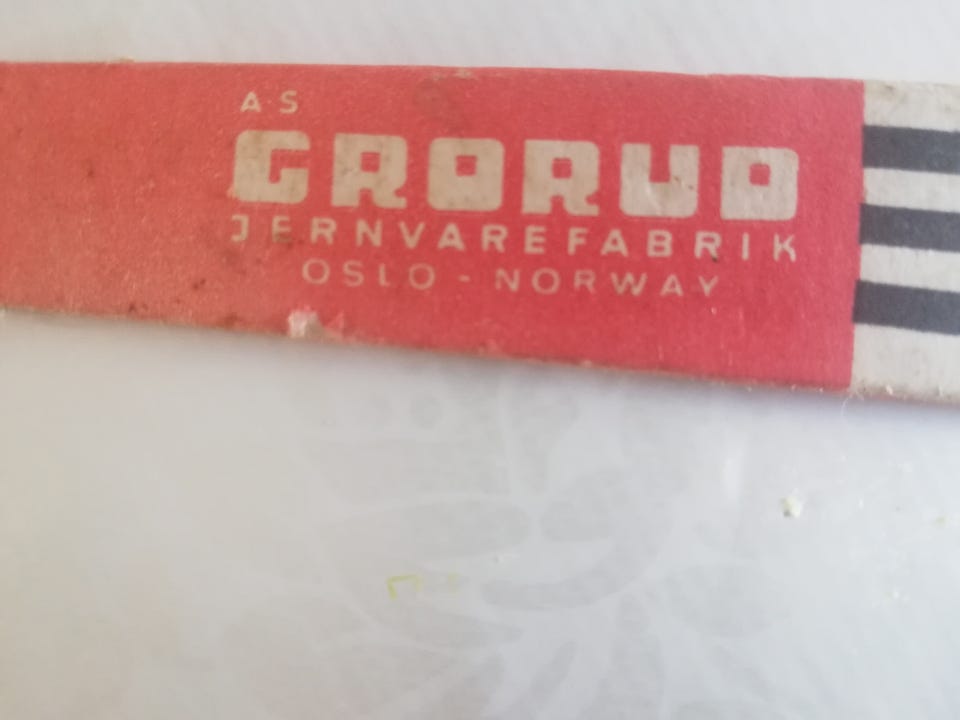 A·S
GRORUD
JERNVAREFABRIK
OSLO - NORWAY